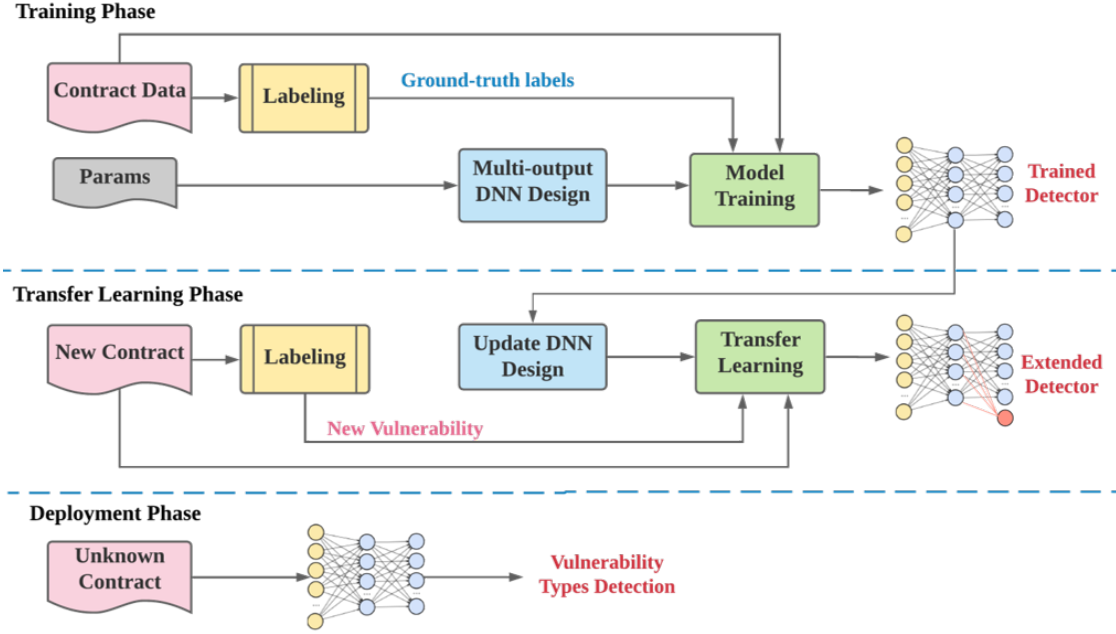 Training Phase
Contract Data
Labeling
Ground-truth labels
Params
Multi-output
DNN Design
Model
Training
Trained
Detector
Transfer Learning Phase
New Contract
Labeling
Update DNN
Design
Transfer
Learning
Extended
Detector
New Vulnerability
Deployment Phase
Unknown
Contract
Vulnerability
Types Detection